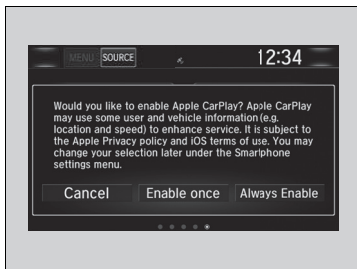 MENU SOURCE 12:34
Would you like to enable Apple CarPlay? Apple CarPlay
may use some user and vehicle information (e.g.
location and speed) to enhance service. It is subject to
the Apple Privacy policy and iOS terms of use. You may
change your selection later under the Smartphone
settings menu.
Cancel Enable once Always Enable